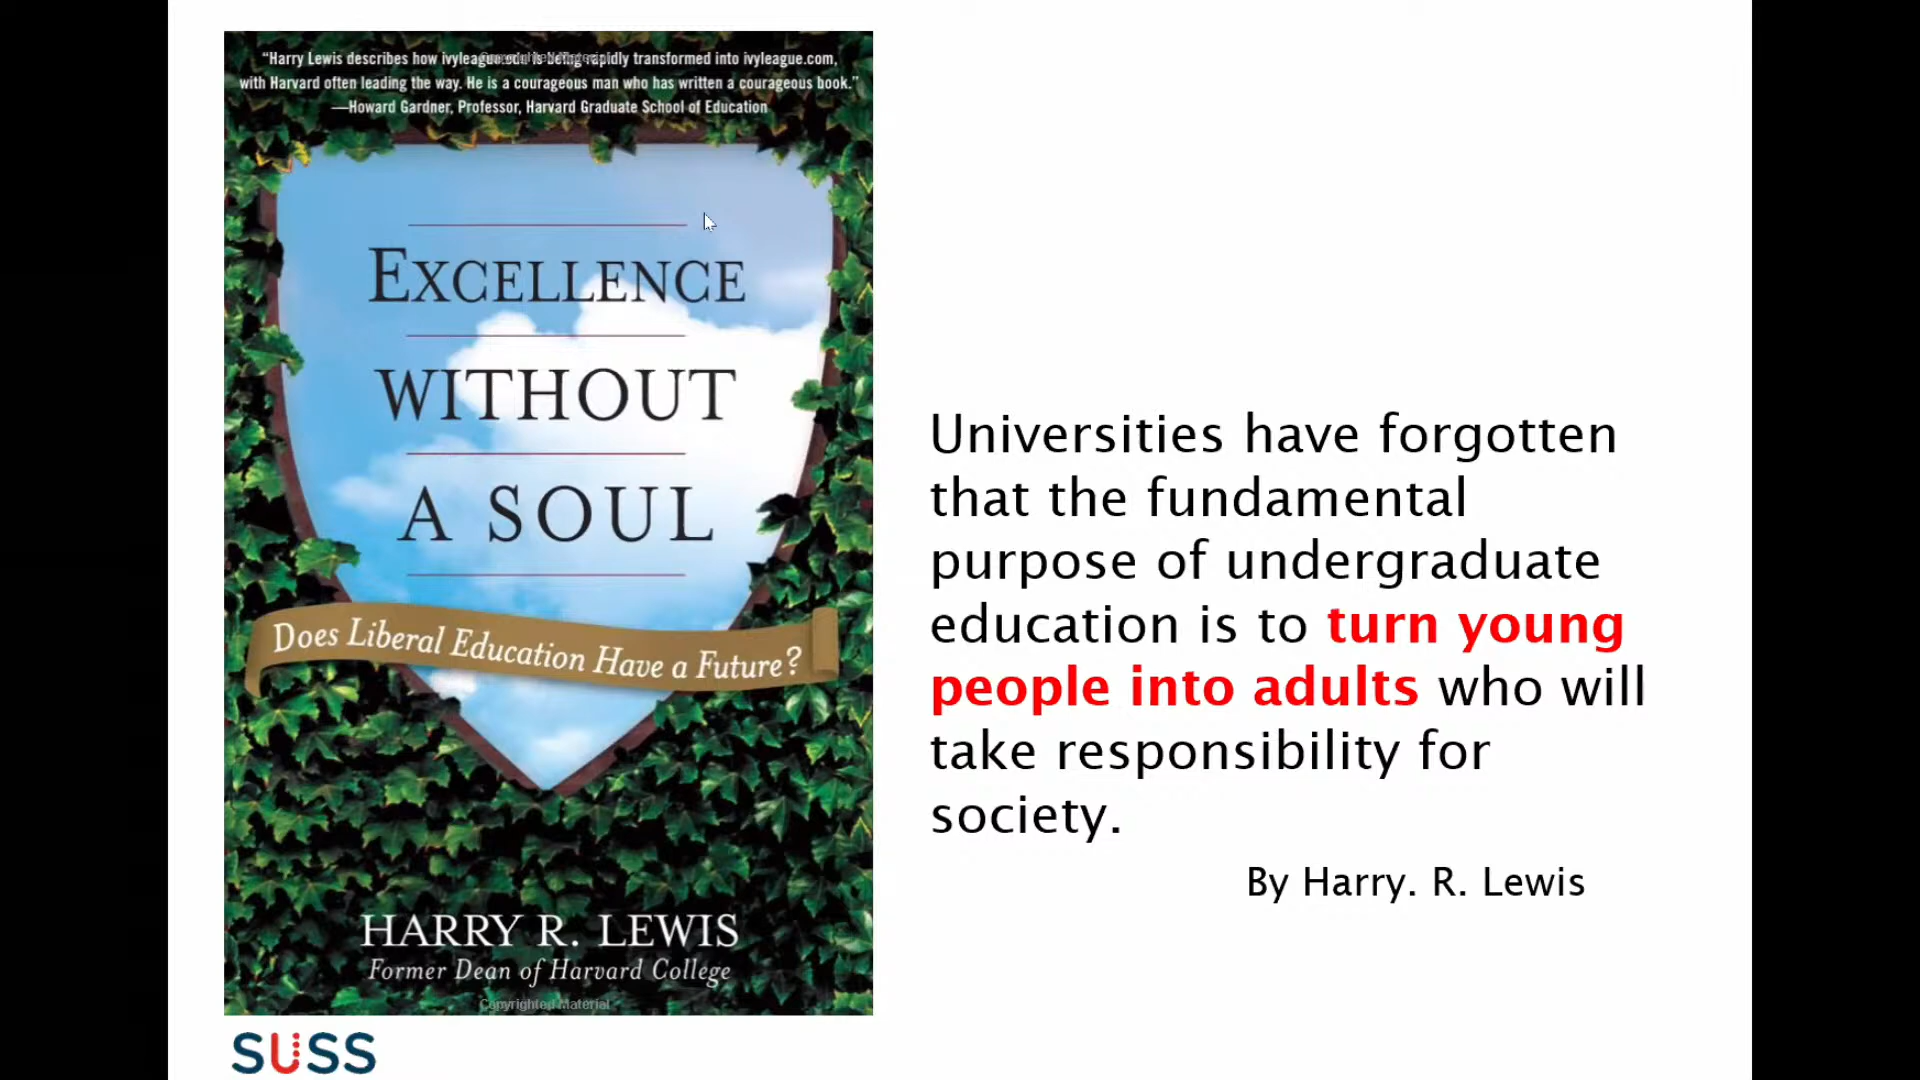 “Harry Lewis describes how ivyleague.edu is being rapidly transformed into ivyleague.com,
with Harvard often leading the way. He is a courageous man who has written a courageous book.”
—Howard Gardner, Professor, Harvard Graduate School of Education
EXCELLENCE
WITHOUT
A SOUL
Does Liberal Education Have a Future?
HARRY R. LEWIS
Former Dean of Harvard College
Copyrighted Material
Universities have forgotten
that the fundamental
purpose of undergraduate
education is to turn young
people into adults who will
take responsibility for
society.
By Harry. R. Lewis
SUSS